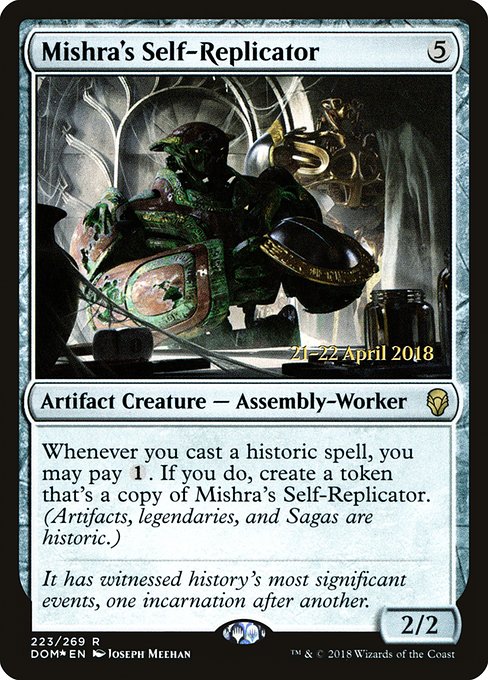 Mishra's Self-Replicator 5
21–22 April 2018
Artifact Creature — Assembly-Worker
Whenever you cast a historic spell, you
may pay 1. If you do, create a token
that's a copy of Mishra's Self-Replicator.
(Artifacts, legendaries, and Sagas are
historic.)
It has witnessed history's most significant
events, one incarnation after another.
2/2
223/269 R
DOM★EN Joseph Meehan
™ & © 2018 Wizards of the Coast